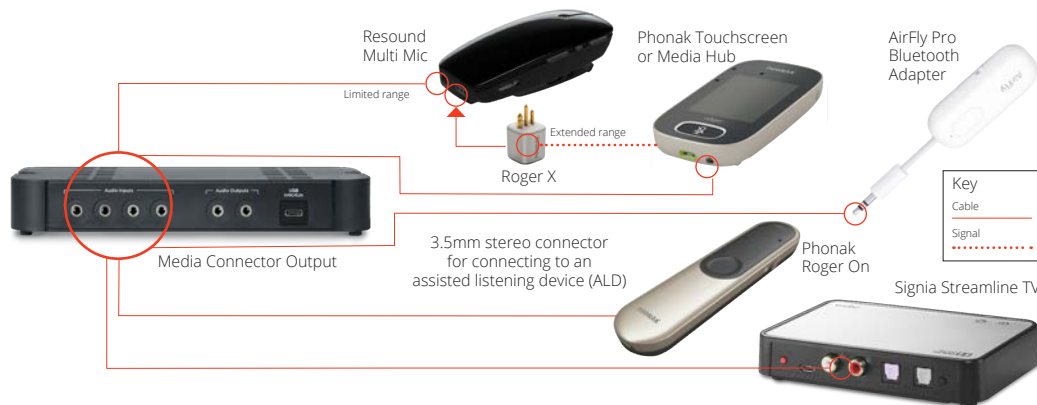 Resound
Multi Mic
Limited range
Phonak Touchscreen
or Media Hub
AirFly Pro
Bluetooth
Adapter
PHONAK
Extended range
Roger X
Audio Inputs
Audio Outputs
USB
Media Connector Output
3.5mm stereo connector
for connecting to an
assisted listening device (ALD)
Phonak
Roger On
PHONAK
Key
Cable
Signal
Signia Streamline TV